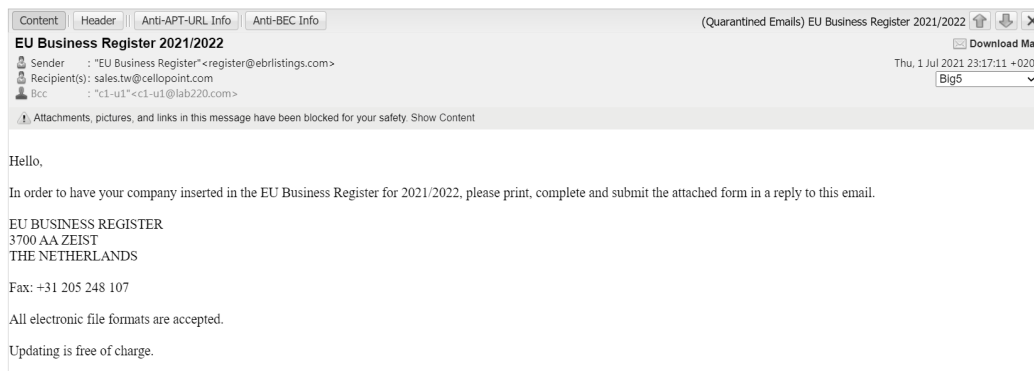 Content Header Anti-APT-URL Info Anti-BEC Info (Quarantined Emails) EU Business Register 2021/2022
EU Business Register 2021/2022 Download Ma
Sender : "EU Business Register"<register@ebrlistings.com> Thu, 1 Jul 2021 23:17:11 +020
Recipient(s): sales.tw@cellopoint.com Big5
Bcc : "c1-u1"<c1-u1@lab220.com>
Attachments, pictures, and links in this message have been blocked for your safety. Show Content
Hello,
In order to have your company inserted in the EU Business Register for 2021/2022, please print, complete and submit the attached form in a reply to this email.
EU BUSINESS REGISTER
3700 AA ZEIST
THE NETHERLANDS
Fax: +31 205 248 107
All electronic file formats are accepted.
Updating is free of charge.